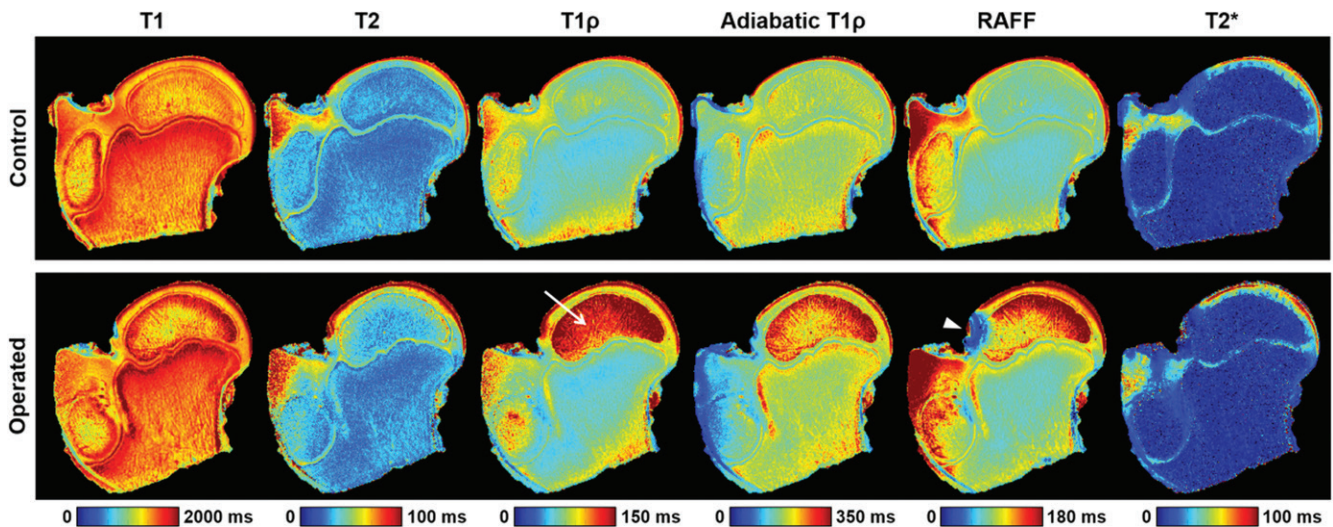 T1 T2 T1ρ Adiabatic T1ρ RAFF T2*
Control
Operated
0 2000 ms 0 100 ms 0 150 ms 0 350 ms 0 180 ms 0 100 ms